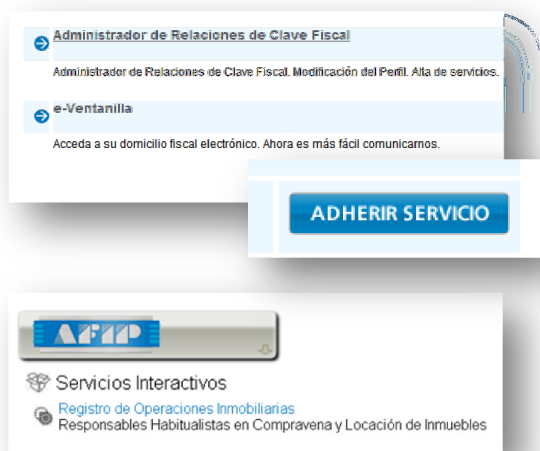 Administrador de Relaciones de Clave Fiscal
Administrador de Relaciones de Clave Fiscal. Modificación del Perfil. Alta de servicios.
e-Ventanilla
Acceda a su domicilio fiscal electrónico. Ahora es más fácil comunicarnos.
ADHERIR SERVICIO
AFIP
Servicios Interactivos
Registro de Operaciones Inmobiliarias
Responsables Habitualistas en Compravena y Locación de Inmuebles